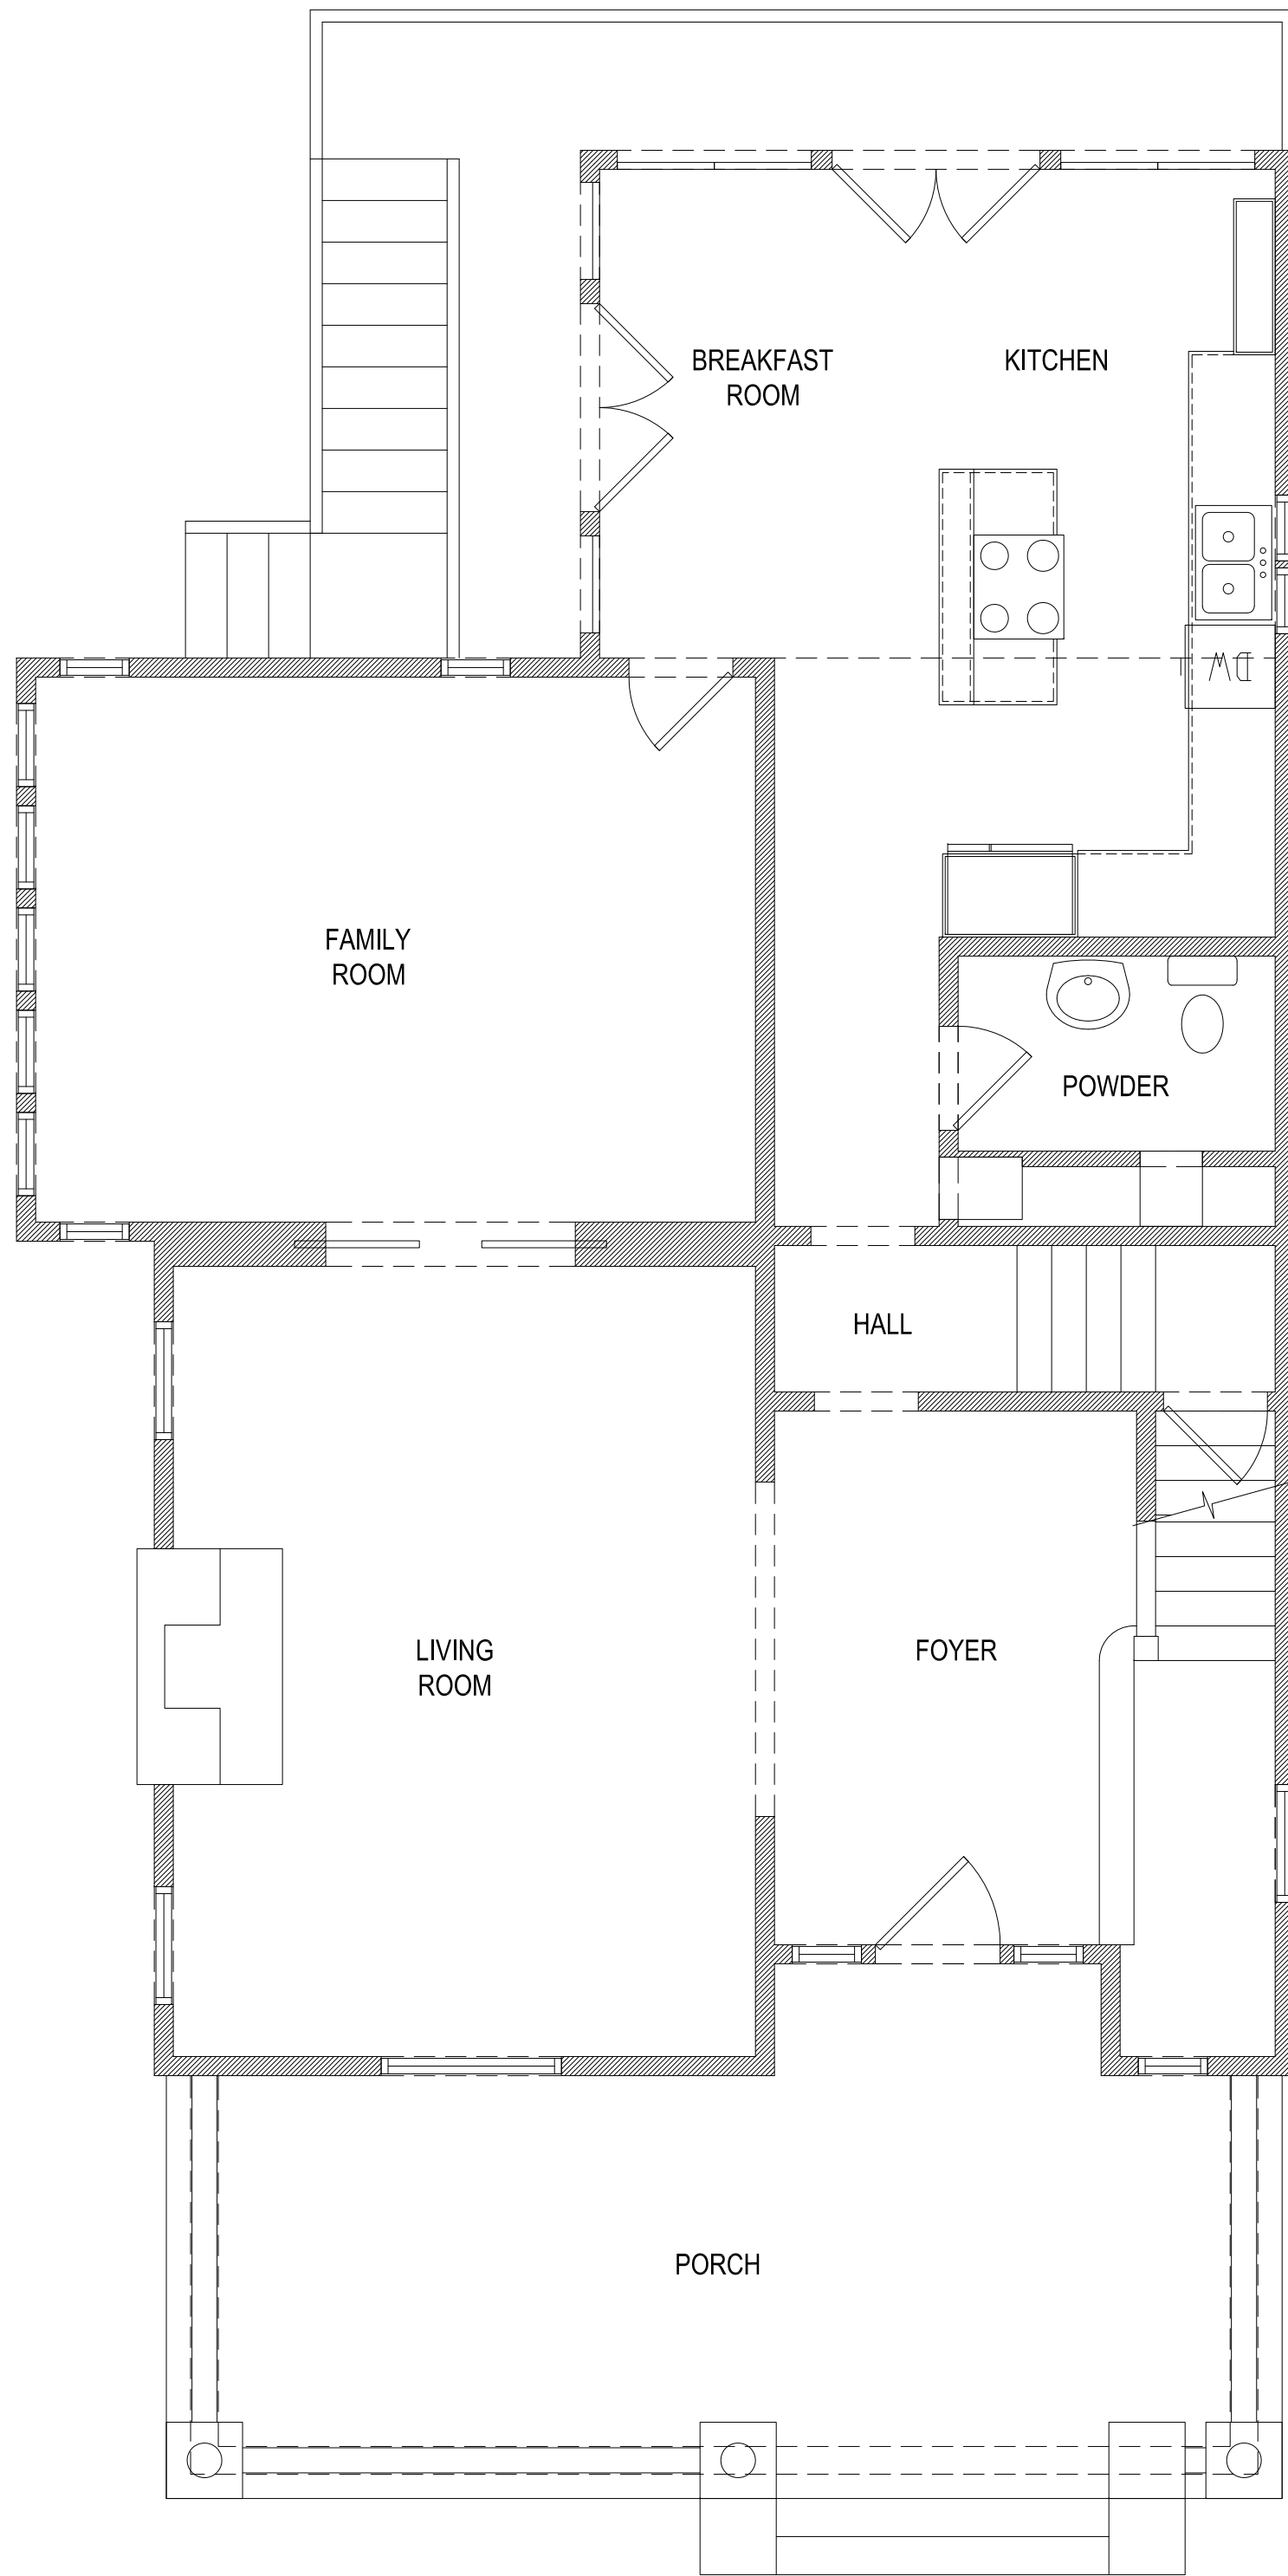 BREAKFAST
ROOM
KITCHEN
DW
FAMILY
ROOM
POWDER
HALL
LIVING
ROOM
FOYER
PORCH